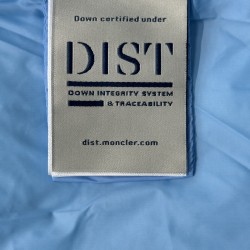 Down certified under
DIST
DOWN INTEGRITY SYSTEM
& TRACEABILITY
dist.moncler.com